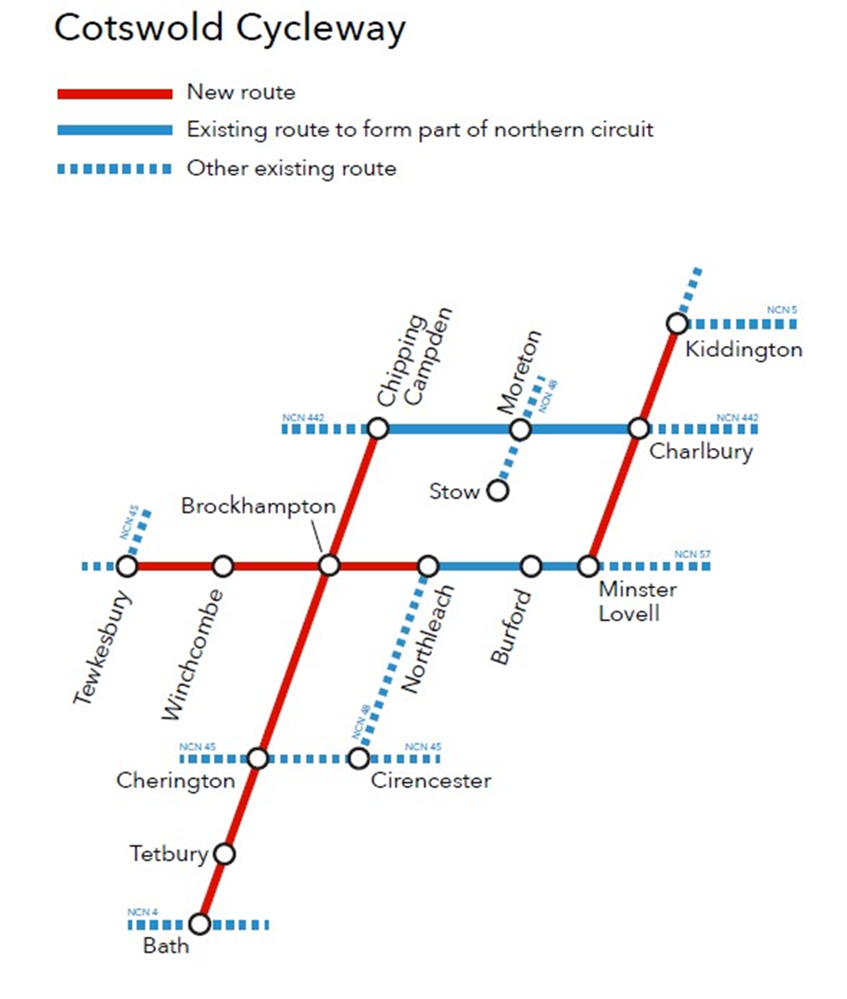 Cotswold Cycleway
New route
Existing route to form part of northern circuit
Other existing route
NCN 5
Kiddington
Chipping
Campden
Moreton
NCN 48
NCN 442
NCN 442
Charlbury
Stow
Brockhampton
NCN 45
NCN 57
Tewkesbury
Winchcombe
Northleach
Burford
Minster
Lovell
NCN 48
NCN 45
NCN 45
Cherington
Cirencester
Tetbury
NCN 4
Bath